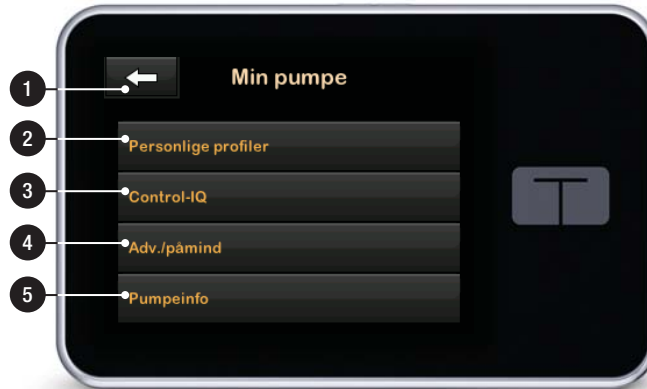 Min pumpe
1
2
Personlige profiler
3
Control-IQ
4
Adv./påmind
5
Pumpeinfo